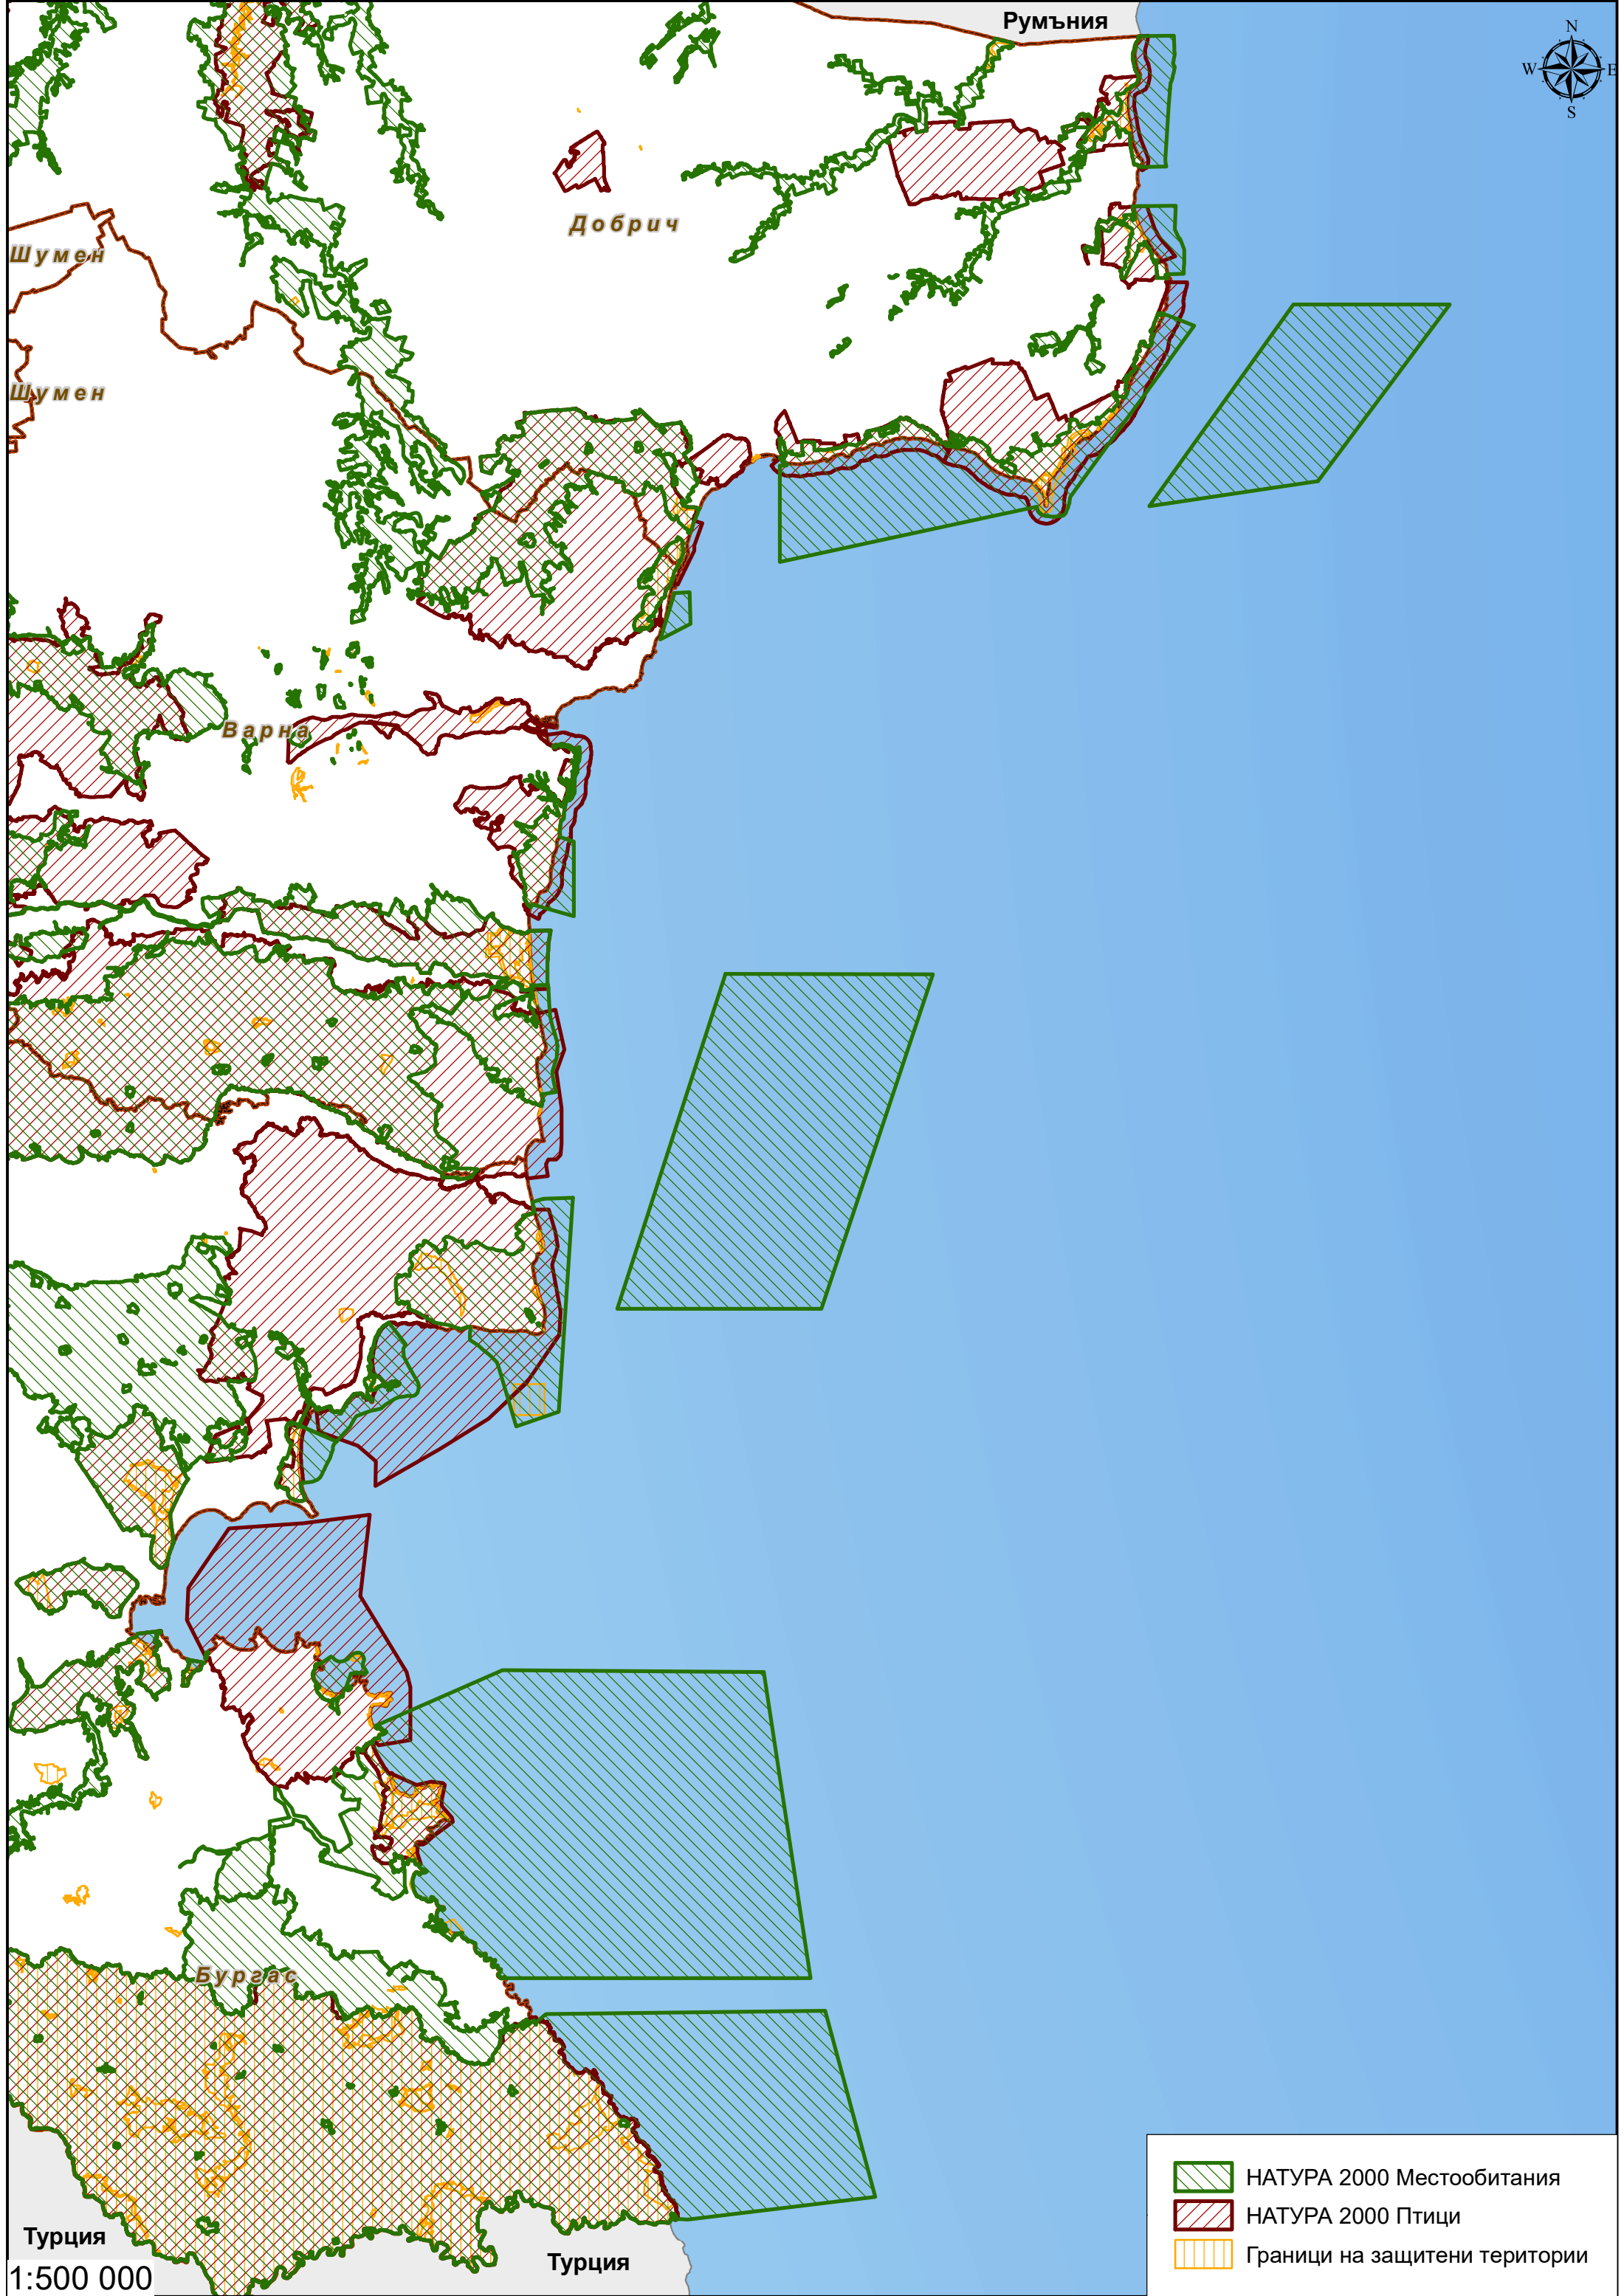 Румъния
N
W E
S
Добрич
Шумен
Шумен
Варна
Бургас
НАТУРА 2000 Местообитания
НАТУРА 2000 Птици
Граници на защитени територии
Турция
Турция
1:500 000